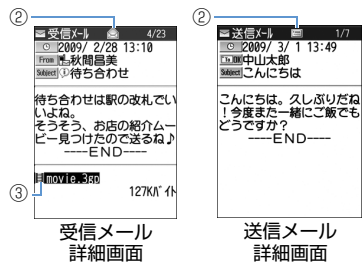 ②
受信ﾒｰﾙ 4/23
2009/ 2/28 13:10
From 秋間昌美
Subject 待ち合わせ
待ち合わせは駅の改札でい
いよね。
そうそう、お店の紹介ムー
ビー見つけたので送るね♪
----END----
③
movie.3gp
127Kﾊﾞｲﾄ
受信メール
詳細画面
②
送信ﾒｰﾙ 1/7
2009/ 3/ 1 13:49
To OK 中山太郎
Subject こんにちは
こんにちは。久しぶりだね
！今度また一緒にご飯でも
どうですか？
----END----
送信メール
詳細画面